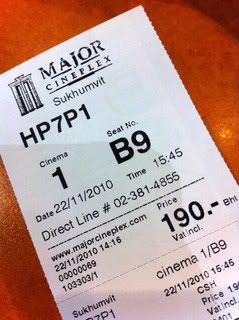 MAJOR
CINEPLEX
Sukhumvit
HP7P1
Cinema Seat No.
1 B9
Date 22/11/2010 Time 15:45
Direct Line # 02-381-4855
www.majorcineplex.com Price
22/11/2010 14:16 190.- Bht
00000069 Vat Incl.
103303/1
Sukhumvit cinema 1/B9
HP7P1 22/11/2010 15:45
CSH
Price
Vat Incl.